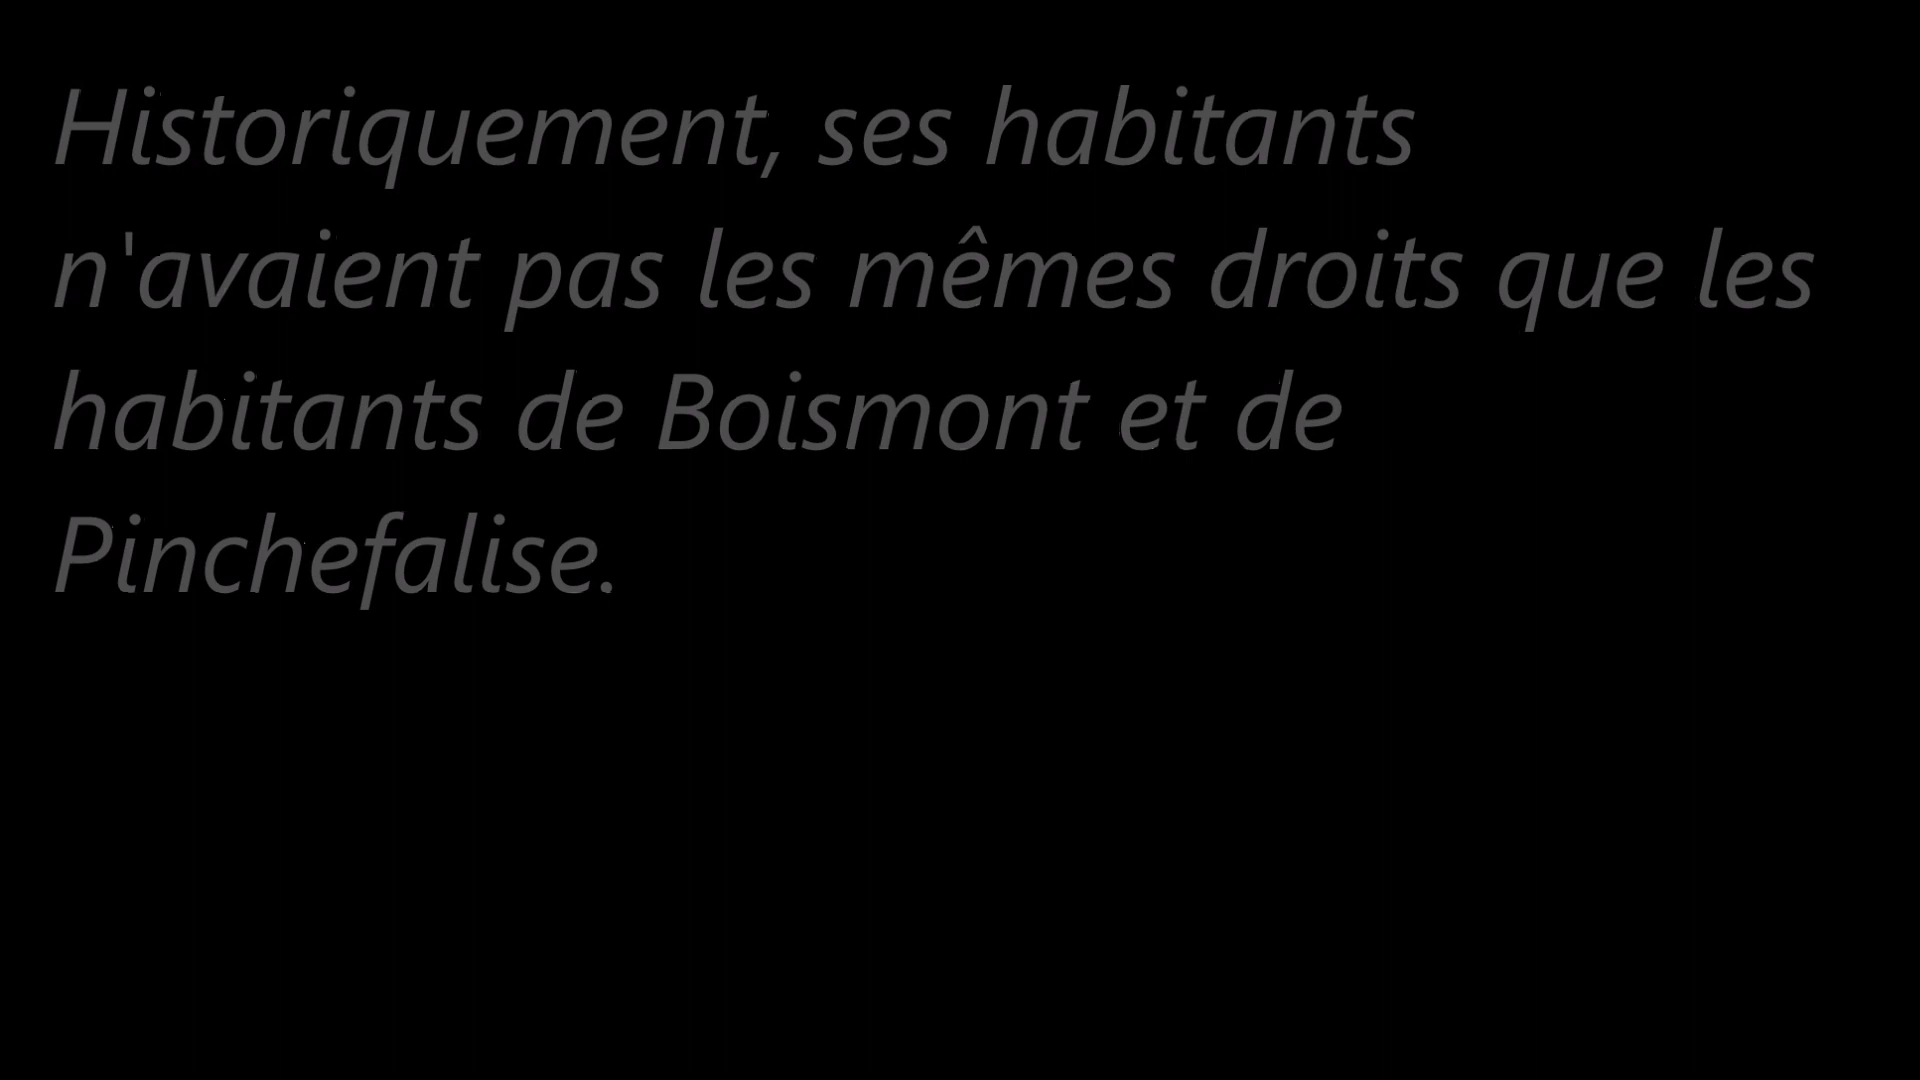 Historiquement, ses habitants
n'avaient pas les mêmes droits que les
habitants de Boismont et de
Pinchefalise.